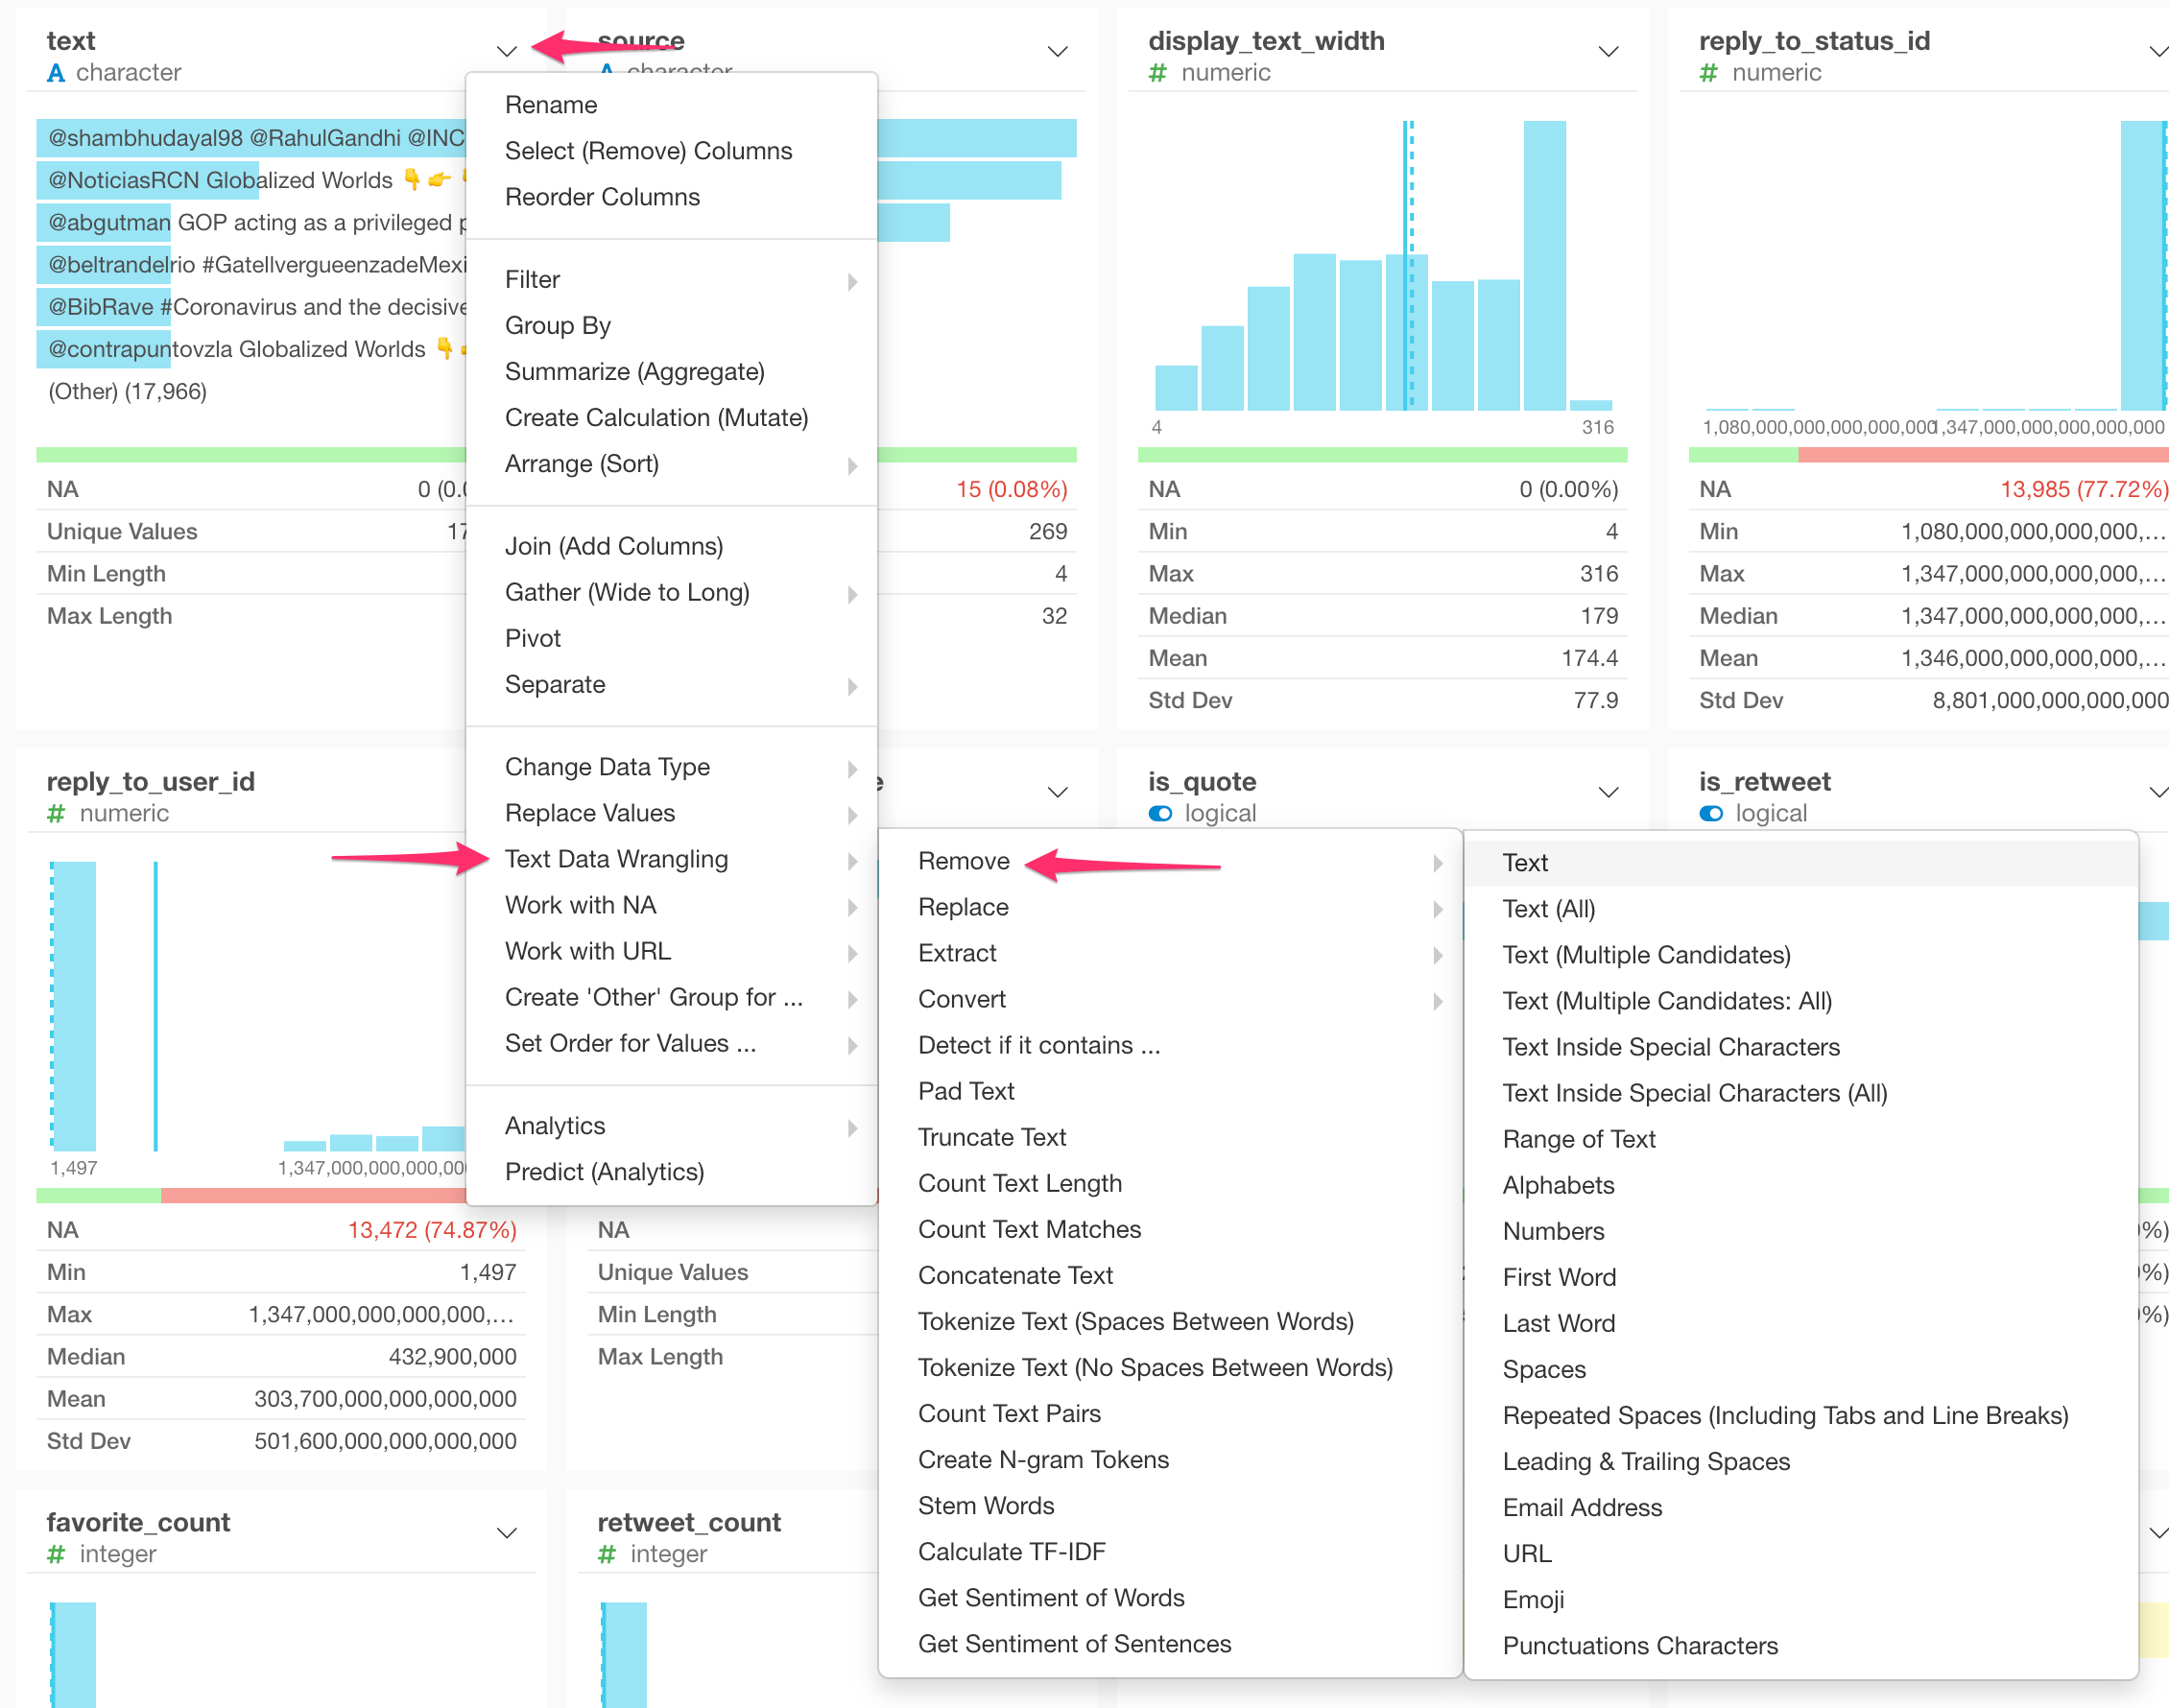 text
A character
@shambhudayal98 @RahulGandhi @INC
@NoticiasRCN Globalized Worlds 👇👉
@abgutman GOP acting as a privileged p
@beltrandelrio #GatellvergueenzadeMexi
@BibRave #Coronavirus and the decisive
@contrapuntovzla Globalized Worlds 👇
(Other) (17,966)
NA 0 (0.0
Unique Values 17
Min Length
Max Length
source
character
15 (0.08%)
269
4
32
display_text_width
# numeric
4 316
NA 0 (0.00%)
Min 4
Max 316
Median 179
Mean 174.4
Std Dev 77.9
reply_to_status_id
# numeric
1,080,000,000,000,000,000 1,347,000,000,000,000,000
NA 13,985 (77.72%)
Min 1,080,000,000,000,000,...
Max 1,347,000,000,000,000,...
Median 1,347,000,000,000,000,...
Mean 1,346,000,000,000,000,...
Std Dev 8,801,000,000,000,000
Rename
Select (Remove) Columns
Reorder Columns
Filter
Group By
Summarize (Aggregate)
Create Calculation (Mutate)
Arrange (Sort)
Join (Add Columns)
Gather (Wide to Long)
Pivot
Separate
Change Data Type
Replace Values
Text Data Wrangling
Work with NA
Work with URL
Create 'Other' Group for ...
Set Order for Values ...
Analytics
Predict (Analytics)
Remove
Replace
Extract
Convert
Detect if it contains ...
Pad Text
Truncate Text
Count Text Length
Count Text Matches
Concatenate Text
Tokenize Text (Spaces Between Words)
Tokenize Text (No Spaces Between Words)
Count Text Pairs
Create N-gram Tokens
Stem Words
Calculate TF-IDF
Get Sentiment of Words
Get Sentiment of Sentences
Text
Text (All)
Text (Multiple Candidates)
Text (Multiple Candidates: All)
Text Inside Special Characters
Text Inside Special Characters (All)
Range of Text
Alphabets
Numbers
First Word
Last Word
Spaces
Repeated Spaces (Including Tabs and Line Breaks)
Leading & Trailing Spaces
Email Address
URL
Emoji
Punctuations Characters
reply_to_user_id
# numeric
1,497 1,347,000,000,000,00
NA 13,472 (74.87%)
Min 1,497
Max 1,347,000,000,000,000,...
Median 432,900,000
Mean 303,700,000,000,000,000
Std Dev 501,600,000,000,000,000
e
NA
Unique Values
Min Length
Max Length
is_quote
logical
is_retweet
logical
%)
%)
%)
favorite_count
# integer
retweet_count
# integer